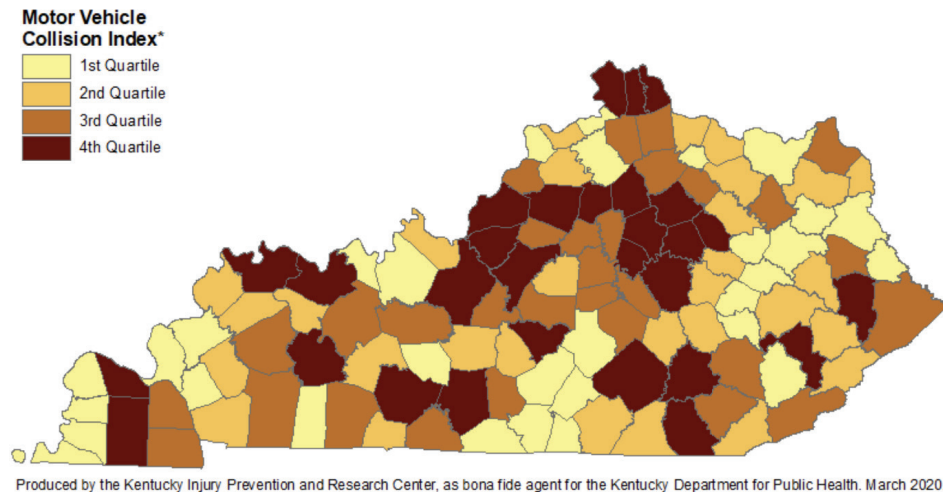 Motor Vehicle
Collision Index*
1st Quartile
2nd Quartile
3rd Quartile
4th Quartile
Produced by the Kentucky Injury Prevention and Research Center, as bona fide agent for the Kentucky Department for Public Health. March 2020